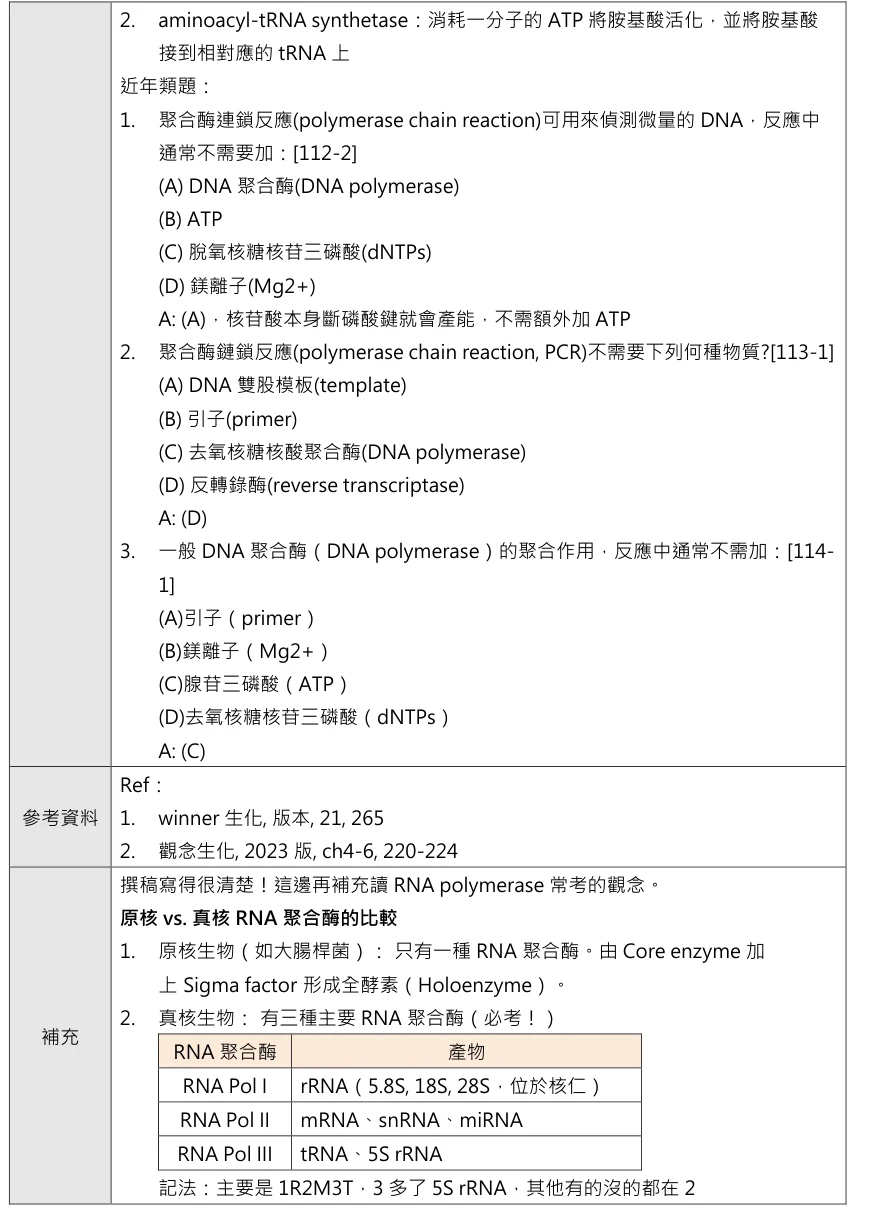 2. aminoacyl-tRNA synthetase：消耗一分子的 ATP 將胺基酸活化，並將胺基酸
接到相對應的 tRNA 上
近年類題：
1. 聚合酶連鎖反應(polymerase chain reaction)可用來偵測微量的 DNA，反應中
通常不需要加：[112-2]
(A) DNA 聚合酶(DNA polymerase)
(B) ATP
(C) 脫氧核糖核苷三磷酸(dNTPs)
(D) 鎂離子(Mg2+)
A: (A)，核苷酸本身斷磷酸鍵就會產能，不需額外加 ATP
2. 聚合酶鏈鎖反應(polymerase chain reaction, PCR)不需要下列何種物質?[113-1]
(A) DNA 雙股模板(template)
(B) 引子(primer)
(C) 去氧核糖核酸聚合酶(DNA polymerase)
(D) 反轉錄酶(reverse transcriptase)
A: (D)
3. 一般 DNA 聚合酶（DNA polymerase）的聚合作用，反應中通常不需加：[114-
1]
(A)引子（primer）
(B)鎂離子（Mg2+）
(C)腺苷三磷酸（ATP）
(D)去氧核糖核苷三磷酸（dNTPs）
A: (C)
參考資料
Ref：
1. winner 生化, 版本, 21, 265
2. 觀念生化, 2023 版, ch4-6, 220-224
補充
撰稿寫得很清楚！這邊再補充讀 RNA polymerase 常考的觀念。
原核 vs. 真核 RNA 聚合酶的比較
1. 原核生物（如大腸桿菌）： 只有一種 RNA 聚合酶。由 Core enzyme 加
上 Sigma factor 形成全酵素（Holoenzyme）。
2. 真核生物： 有三種主要 RNA 聚合酶（必考！）
RNA 聚合酶 產物
RNA Pol I rRNA（5.8S, 18S, 28S，位於核仁）
RNA Pol II mRNA、snRNA、miRNA
RNA Pol III tRNA、5S rRNA
記法：主要是 1R2M3T，3 多了 5S rRNA，其他有的沒的都在 2